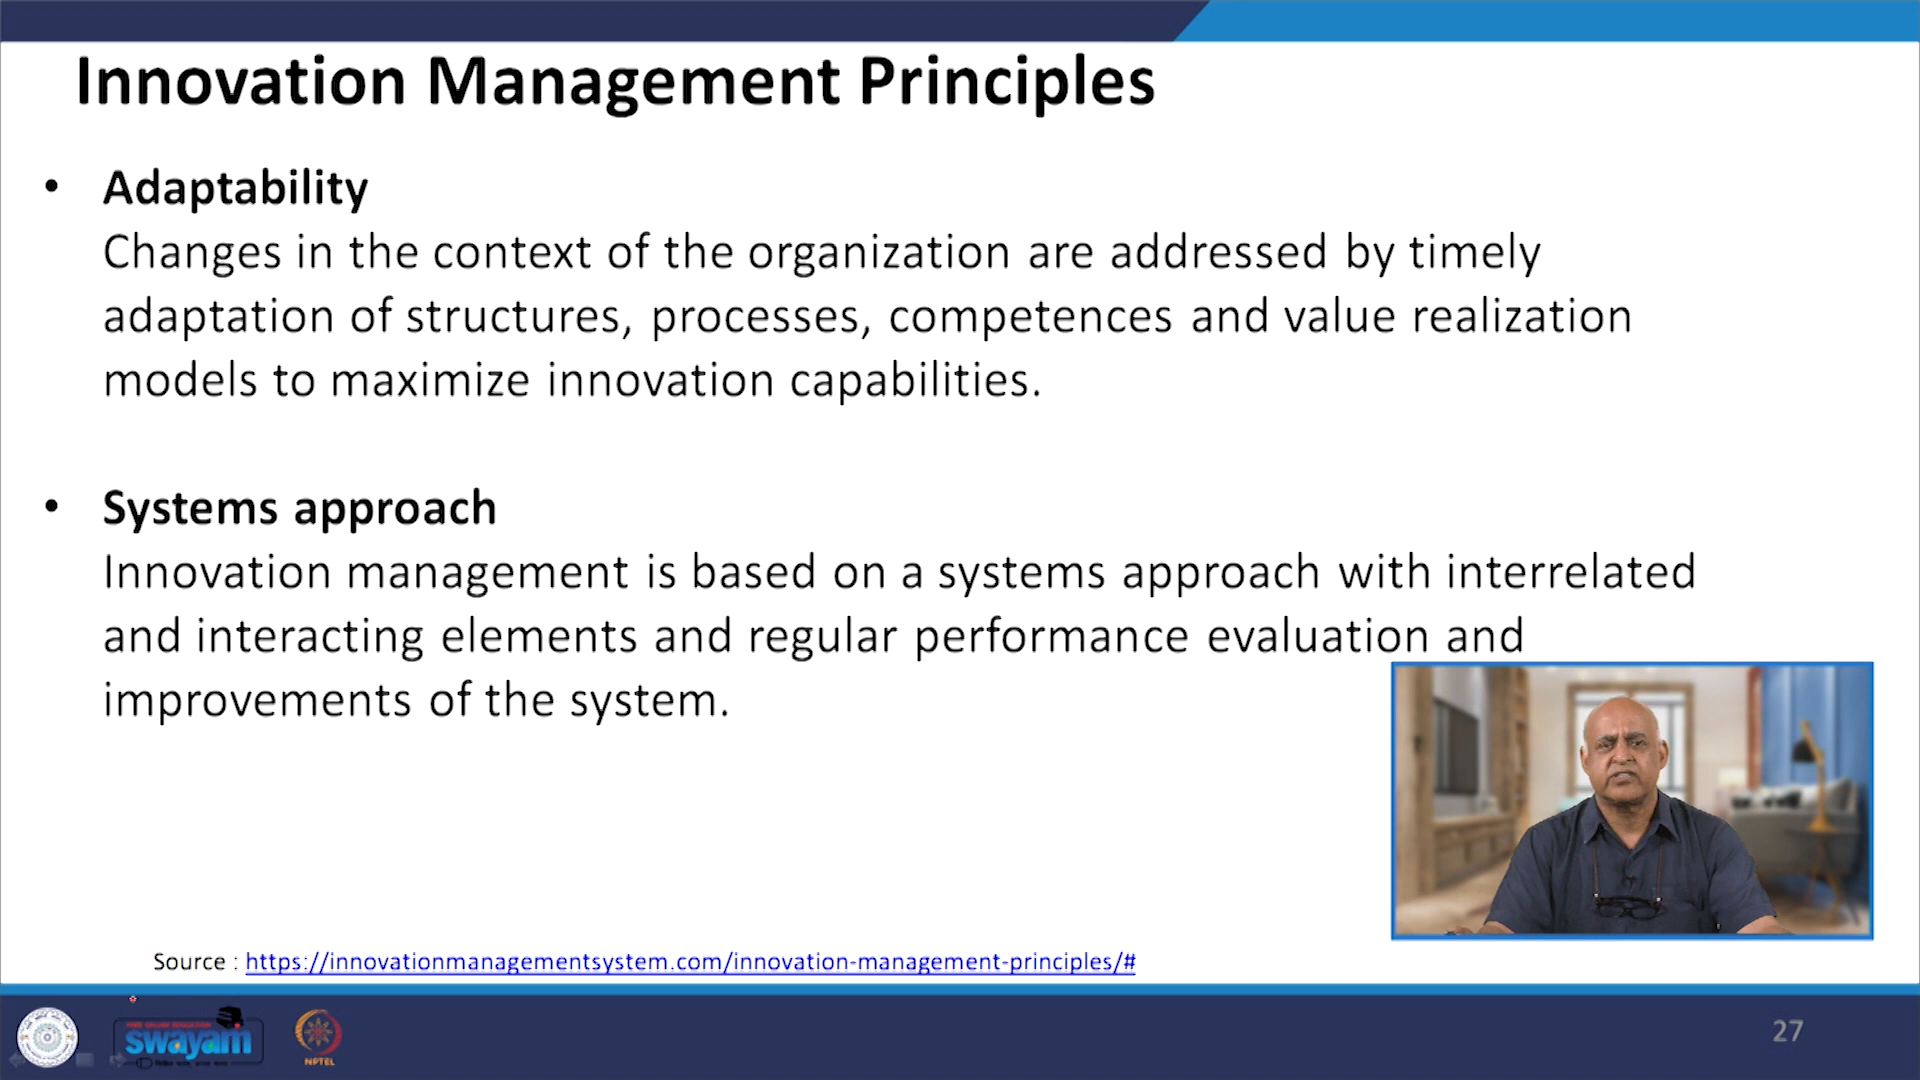 Innovation Management Principles
• Adaptability
Changes in the context of the organization are addressed by timely
adaptation of structures, processes, competences and value realization
models to maximize innovation capabilities.
• Systems approach
Innovation management is based on a systems approach with interrelated
and interacting elements and regular performance evaluation and
improvements of the system.
Source : https://innovationmanagementsystem.com/innovation-management-principles/#
FREE ONLINE EDUCATION
swayam
NPTEL
27